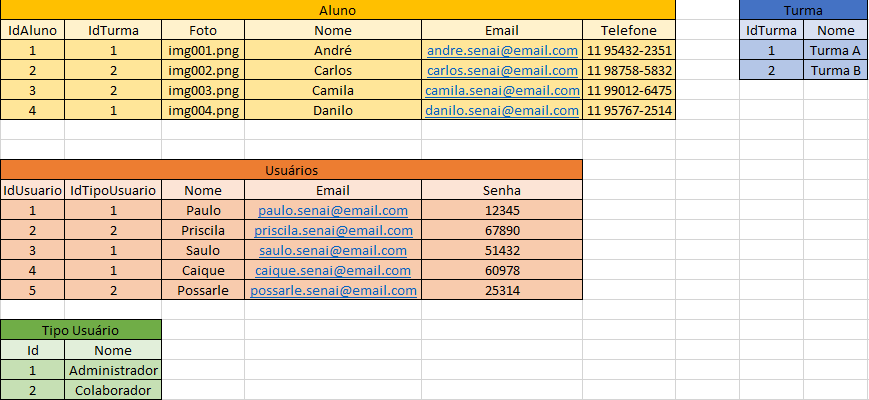 Aluno Turma
IdAluno IdTurma Foto Nome Email Telefone IdTurma Nome
1 1 img001.png André andre.senai@email.com 11 95432-2351 1 Turma A
2 2 img002.png Carlos carlos.senai@email.com 11 98758-5832 2 Turma B
3 2 img003.png Camila camila.senai@email.com 11 99012-6475
4 1 img004.png Danilo danilo.senai@email.com 11 95767-2514
Usuários
IdUsuario IdTipoUsuario Nome Email Senha
1 1 Paulo paulo.senai@email.com 12345
2 2 Priscila priscila.senai@email.com 67890
3 1 Saulo saulo.senai@email.com 51432
4 1 Caique caique.senai@email.com 60978
5 2 Possarle possarle.senai@email.com 25314
Tipo Usuário
Id Nome
1 Administrador
2 Colaborador